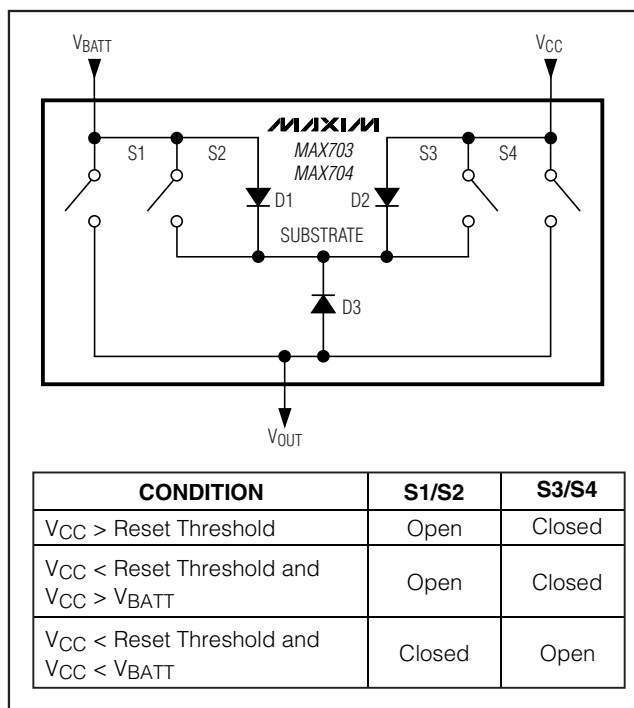 VBATT VCC
MAXIM
S1 S2 MAX703 S3 S4
MAX704
D1 D2
SUBSTRATE
D3
VOUT
CONDITION S1/S2 S3/S4
VCC > Reset Threshold Open Closed
VCC < Reset Threshold and
VCC > VBATT Open Closed
VCC < Reset Threshold and
VCC < VBATT Closed Open